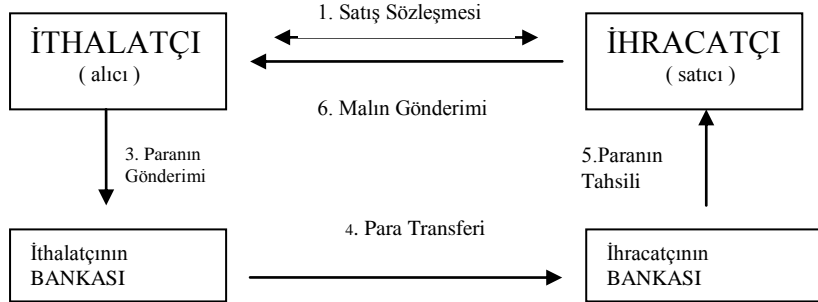 1. Satış Sözleşmesi
İTHALATÇI
( alıcı )
İHRACATÇI
( satıcı )
6. Malın Gönderimi
3. Paranın
Gönderimi
5.Paranın
Tahsili
4. Para Transferi
İthalatçının
BANKASI
İhracatçının
BANKASI